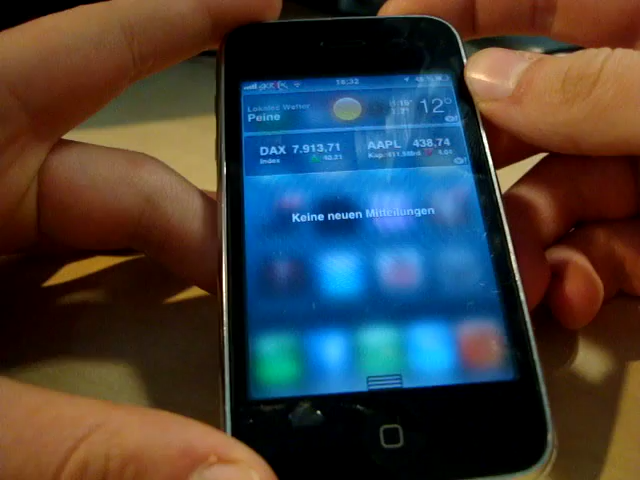 18:32
Lokales Wetter
Peine
12°
DAX 7.913,71
Index
AAPL 438,74
Keine neuen Mitteilungen